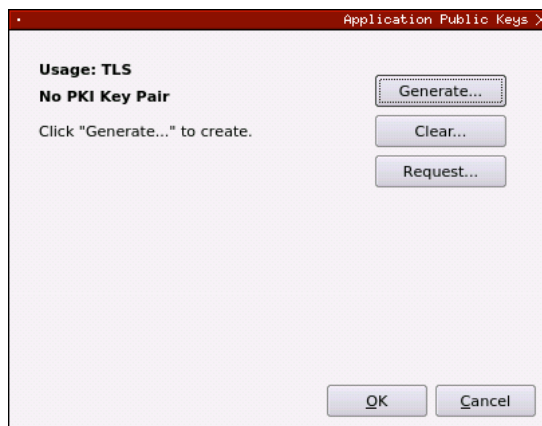 Application Public Keys X
Usage: TLS
No PKI Key Pair
Click "Generate..." to create.
Generate...
Clear...
Request...
OK
Cancel